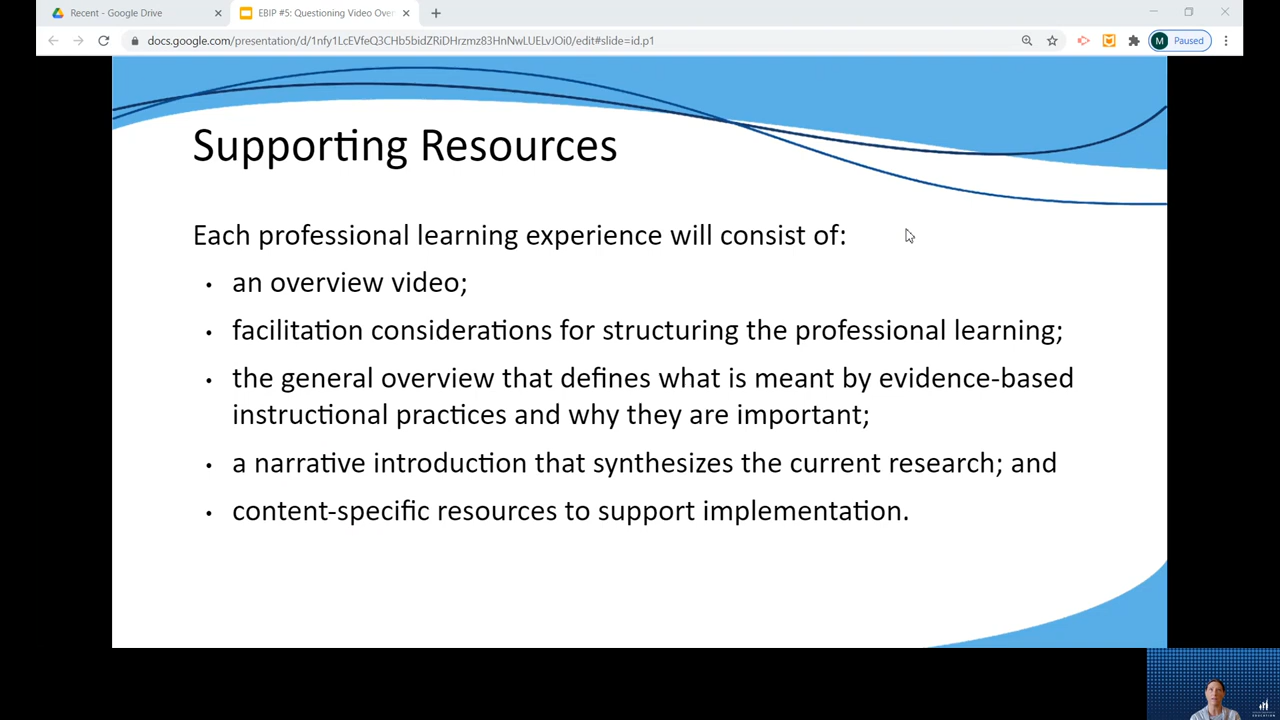 Recent - Google Drive
EBIP #5: Questioning Video Over
docs.google.com/presentation/d/1nfy1LcEVfeQ3CHb5bidZRiDHrzmz83HnNwLUELvJOi0/edit#slide=id.p1
M Paused
Supporting Resources
Each professional learning experience will consist of:
• an overview video;
• facilitation considerations for structuring the professional learning;
• the general overview that defines what is meant by evidence-based
instructional practices and why they are important;
• a narrative introduction that synthesizes the current research; and
• content-specific resources to support implementation.